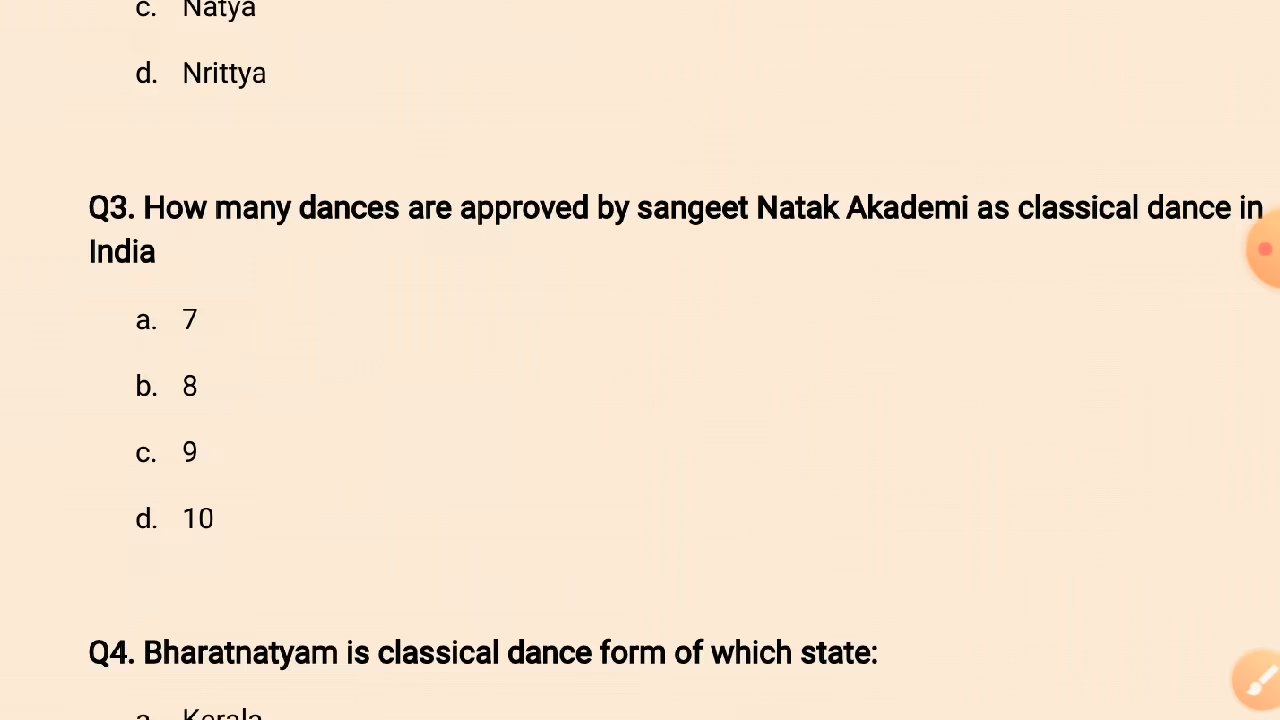 c. Natya
d. Nrittya
Q3. How many dances are approved by sangeet Natak Akademi as classical dance in
India
a. 7
b. 8
c. 9
d. 10
Q4. Bharatnatyam is classical dance form of which state:
a. Kerala